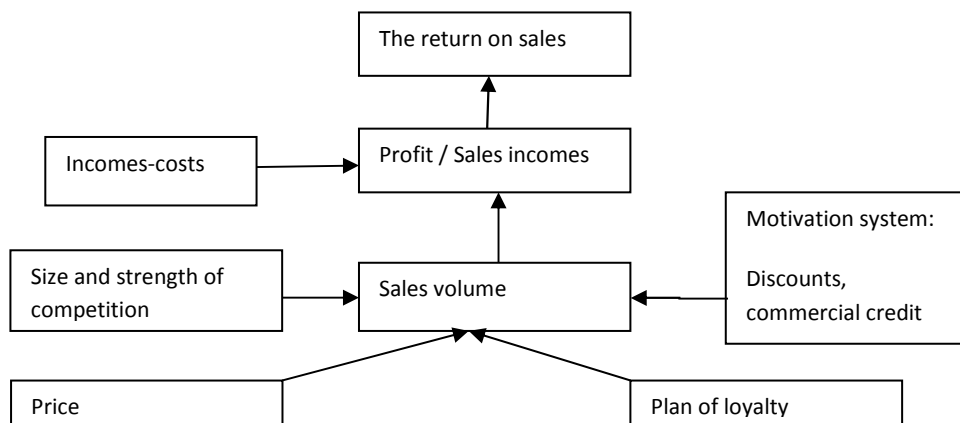 The return on sales
Profit / Sales incomes
Incomes-costs
Motivation system:
Size and strength of
competition
Sales volume
Discounts,
commercial credit
Price
Plan of loyalty